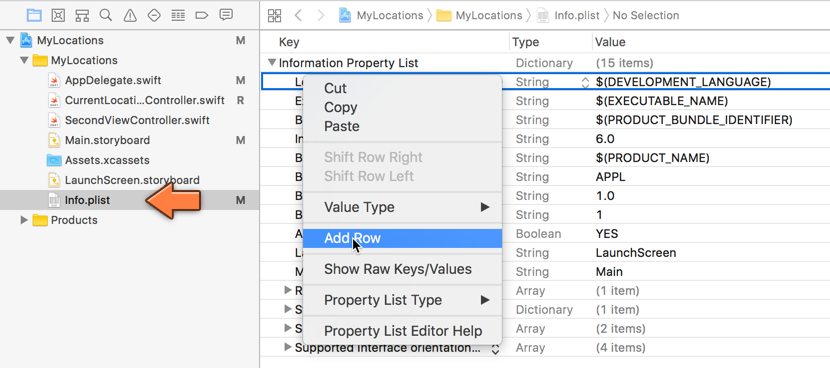 MyLocations
MyLocations
Info.plist
No Selection
MyLocations M
MyLocations
AppDelegate.swift M
CurrentLocati...Controller.swift R
SecondViewController.swift
Main.storyboard M
Assets.xcassets
LaunchScreen.storyboard
Info.plist M
Products
Key Type Value
Information Property List Dictionary (15 items)
String $(DEVELOPMENT_LANGUAGE)
String $(EXECUTABLE_NAME)
String $(PRODUCT_BUNDLE_IDENTIFIER)
String 6.0
String $(PRODUCT_NAME)
String APPL
String 1.0
String 1
Boolean YES
String LaunchScreen
String Main
Array (1 item)
Dictionary (1 item)
Array (2 items)
Supported interface orientation... Array (4 items)
Cut
Copy
Paste
Shift Row Right
Shift Row Left
Value Type
Add Row
Show Raw Keys/Values
Property List Type
Property List Editor Help